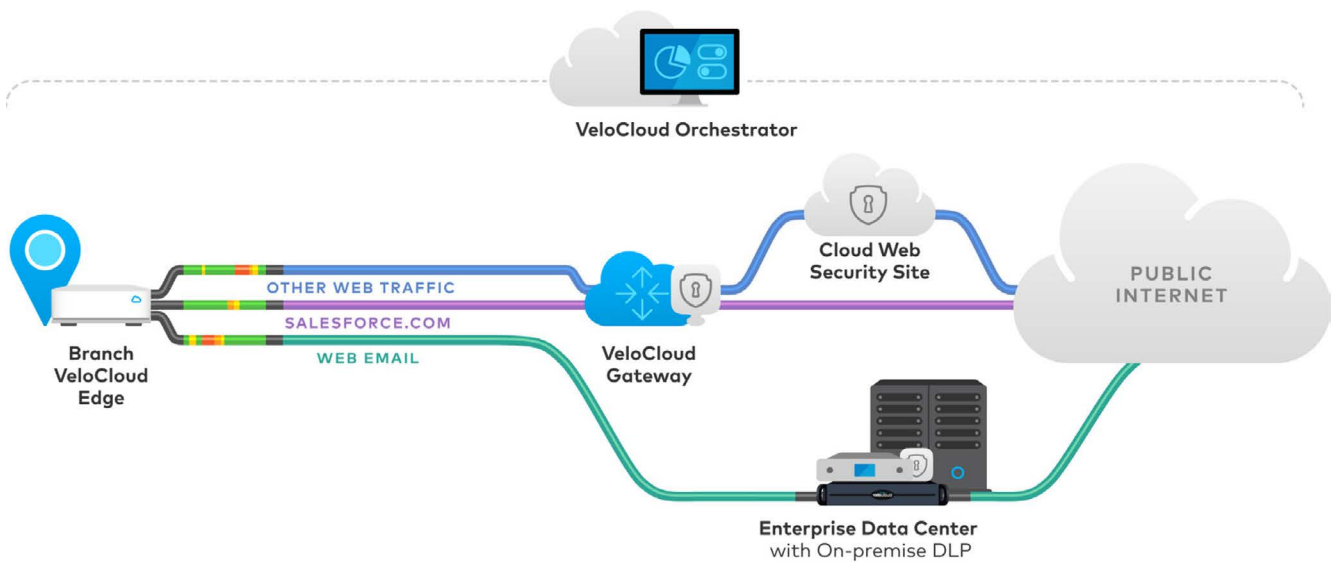 VeloCloud Orchestrator
Cloud Web
Security Site
PUBLIC
INTERNET
OTHER WEB TRAFFIC
SALESFORCE.COM
WEB EMAIL
Branch
VeloCloud
Edge
VeloCloud
Gateway
velocloud
Enterprise Data Center
with On-premise DLP